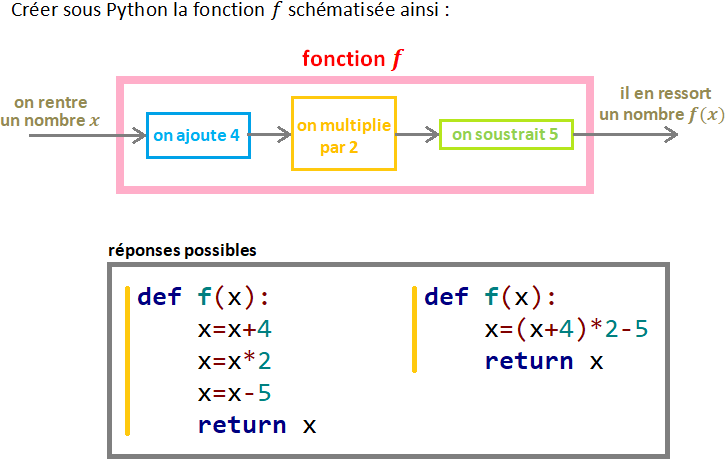 Créer sous Python la fonction f schématisée ainsi :
fonction f
on rentre
un nombre x
on ajoute 4
on multiplie
par 2
on soustrait 5
il en ressort
un nombre f(x)
réponses possibles
def f(x):
    x=x+4
    x=x*2
    x=x-5
    return x
def f(x):
    x=(x+4)*2-5
    return x